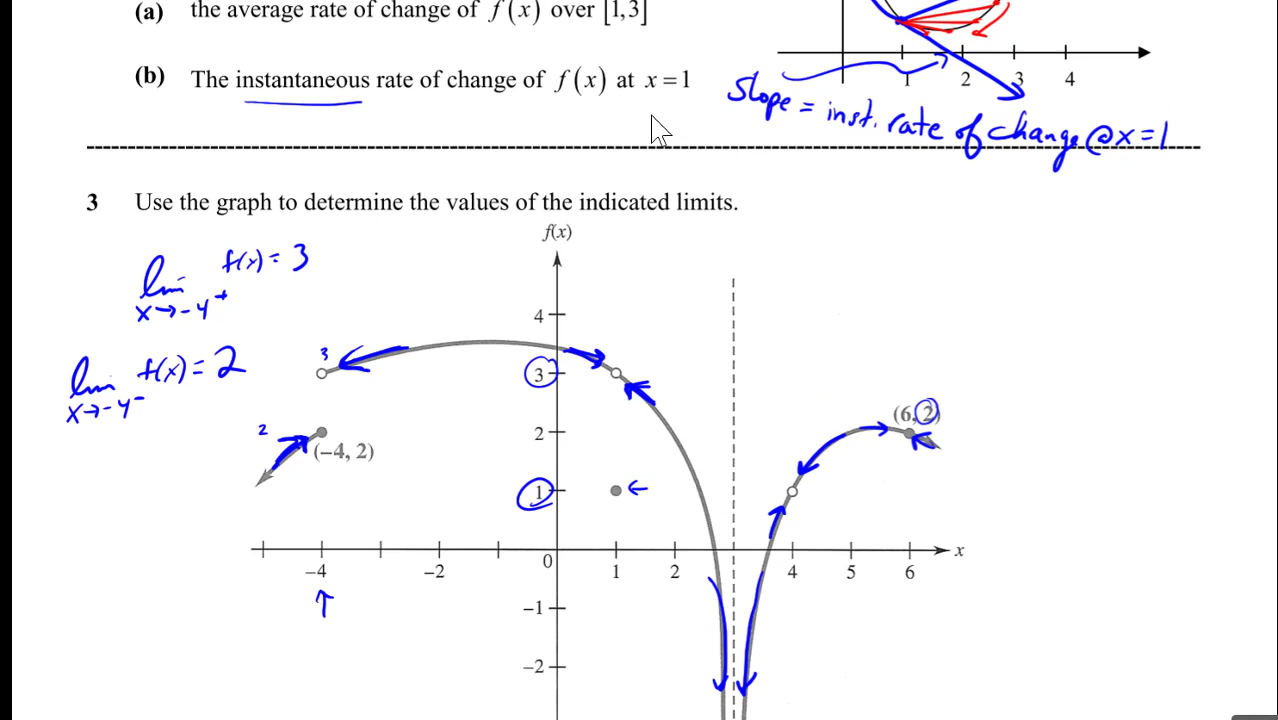 (a) the average rate of change of f(x) over [1,3]
(b) The instantaneous rate of change of f(x) at x = 1
1 2 3 4
Slope = inst. rate of change @ x = 1
3 Use the graph to determine the values of the indicated limits.
f(x)
lim f(x) = 3
x → -4⁺
lim f(x) = 2
x → -4⁻
4
3
3
2
2
(-4, 2)
(6, 2)
1
-4 -2 0 1 2 4 5 6 x
-1
-2